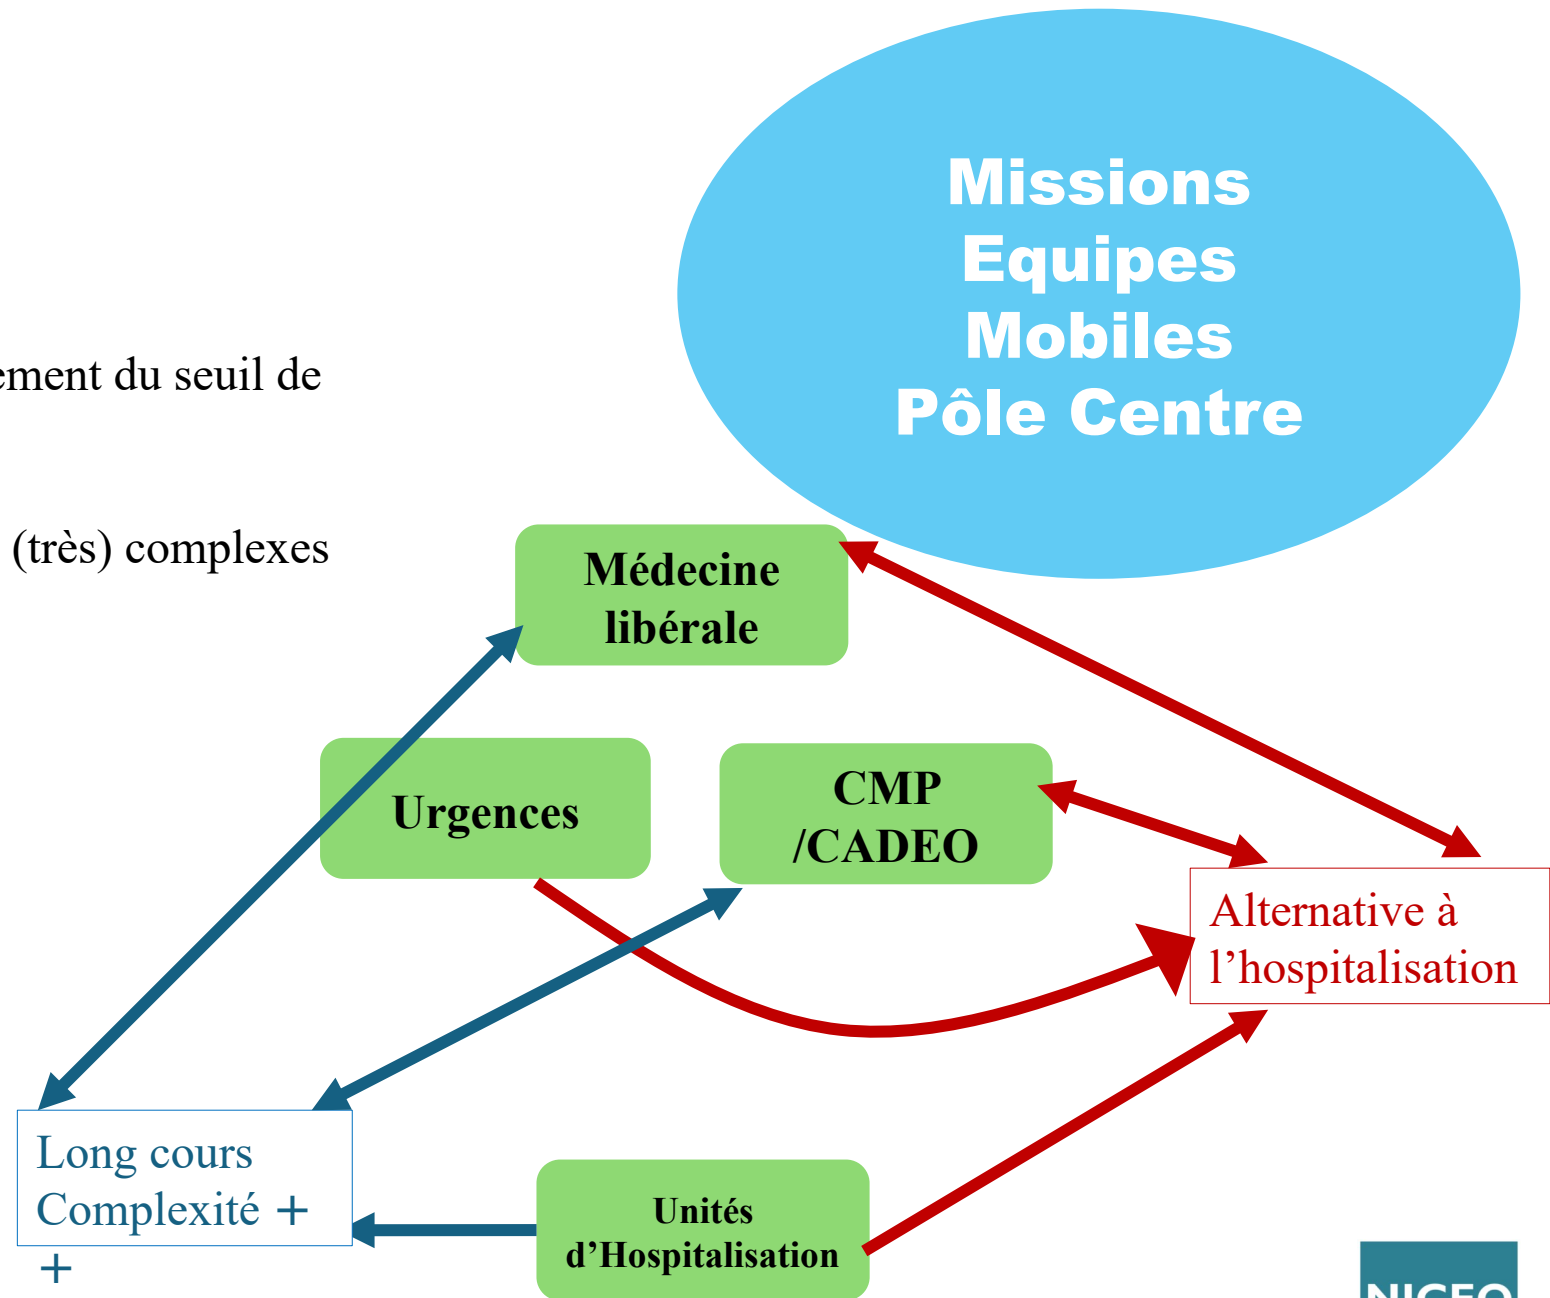 Missions
Equipes
Mobiles
Pôle Centre
ement du seuil de
(très) complexes
Médecine
libérale
Urgences
CMP
/CADEO
Alternative à
l’hospitalisation
Long cours
Complexité +
+
Unités
d’Hospitalisation